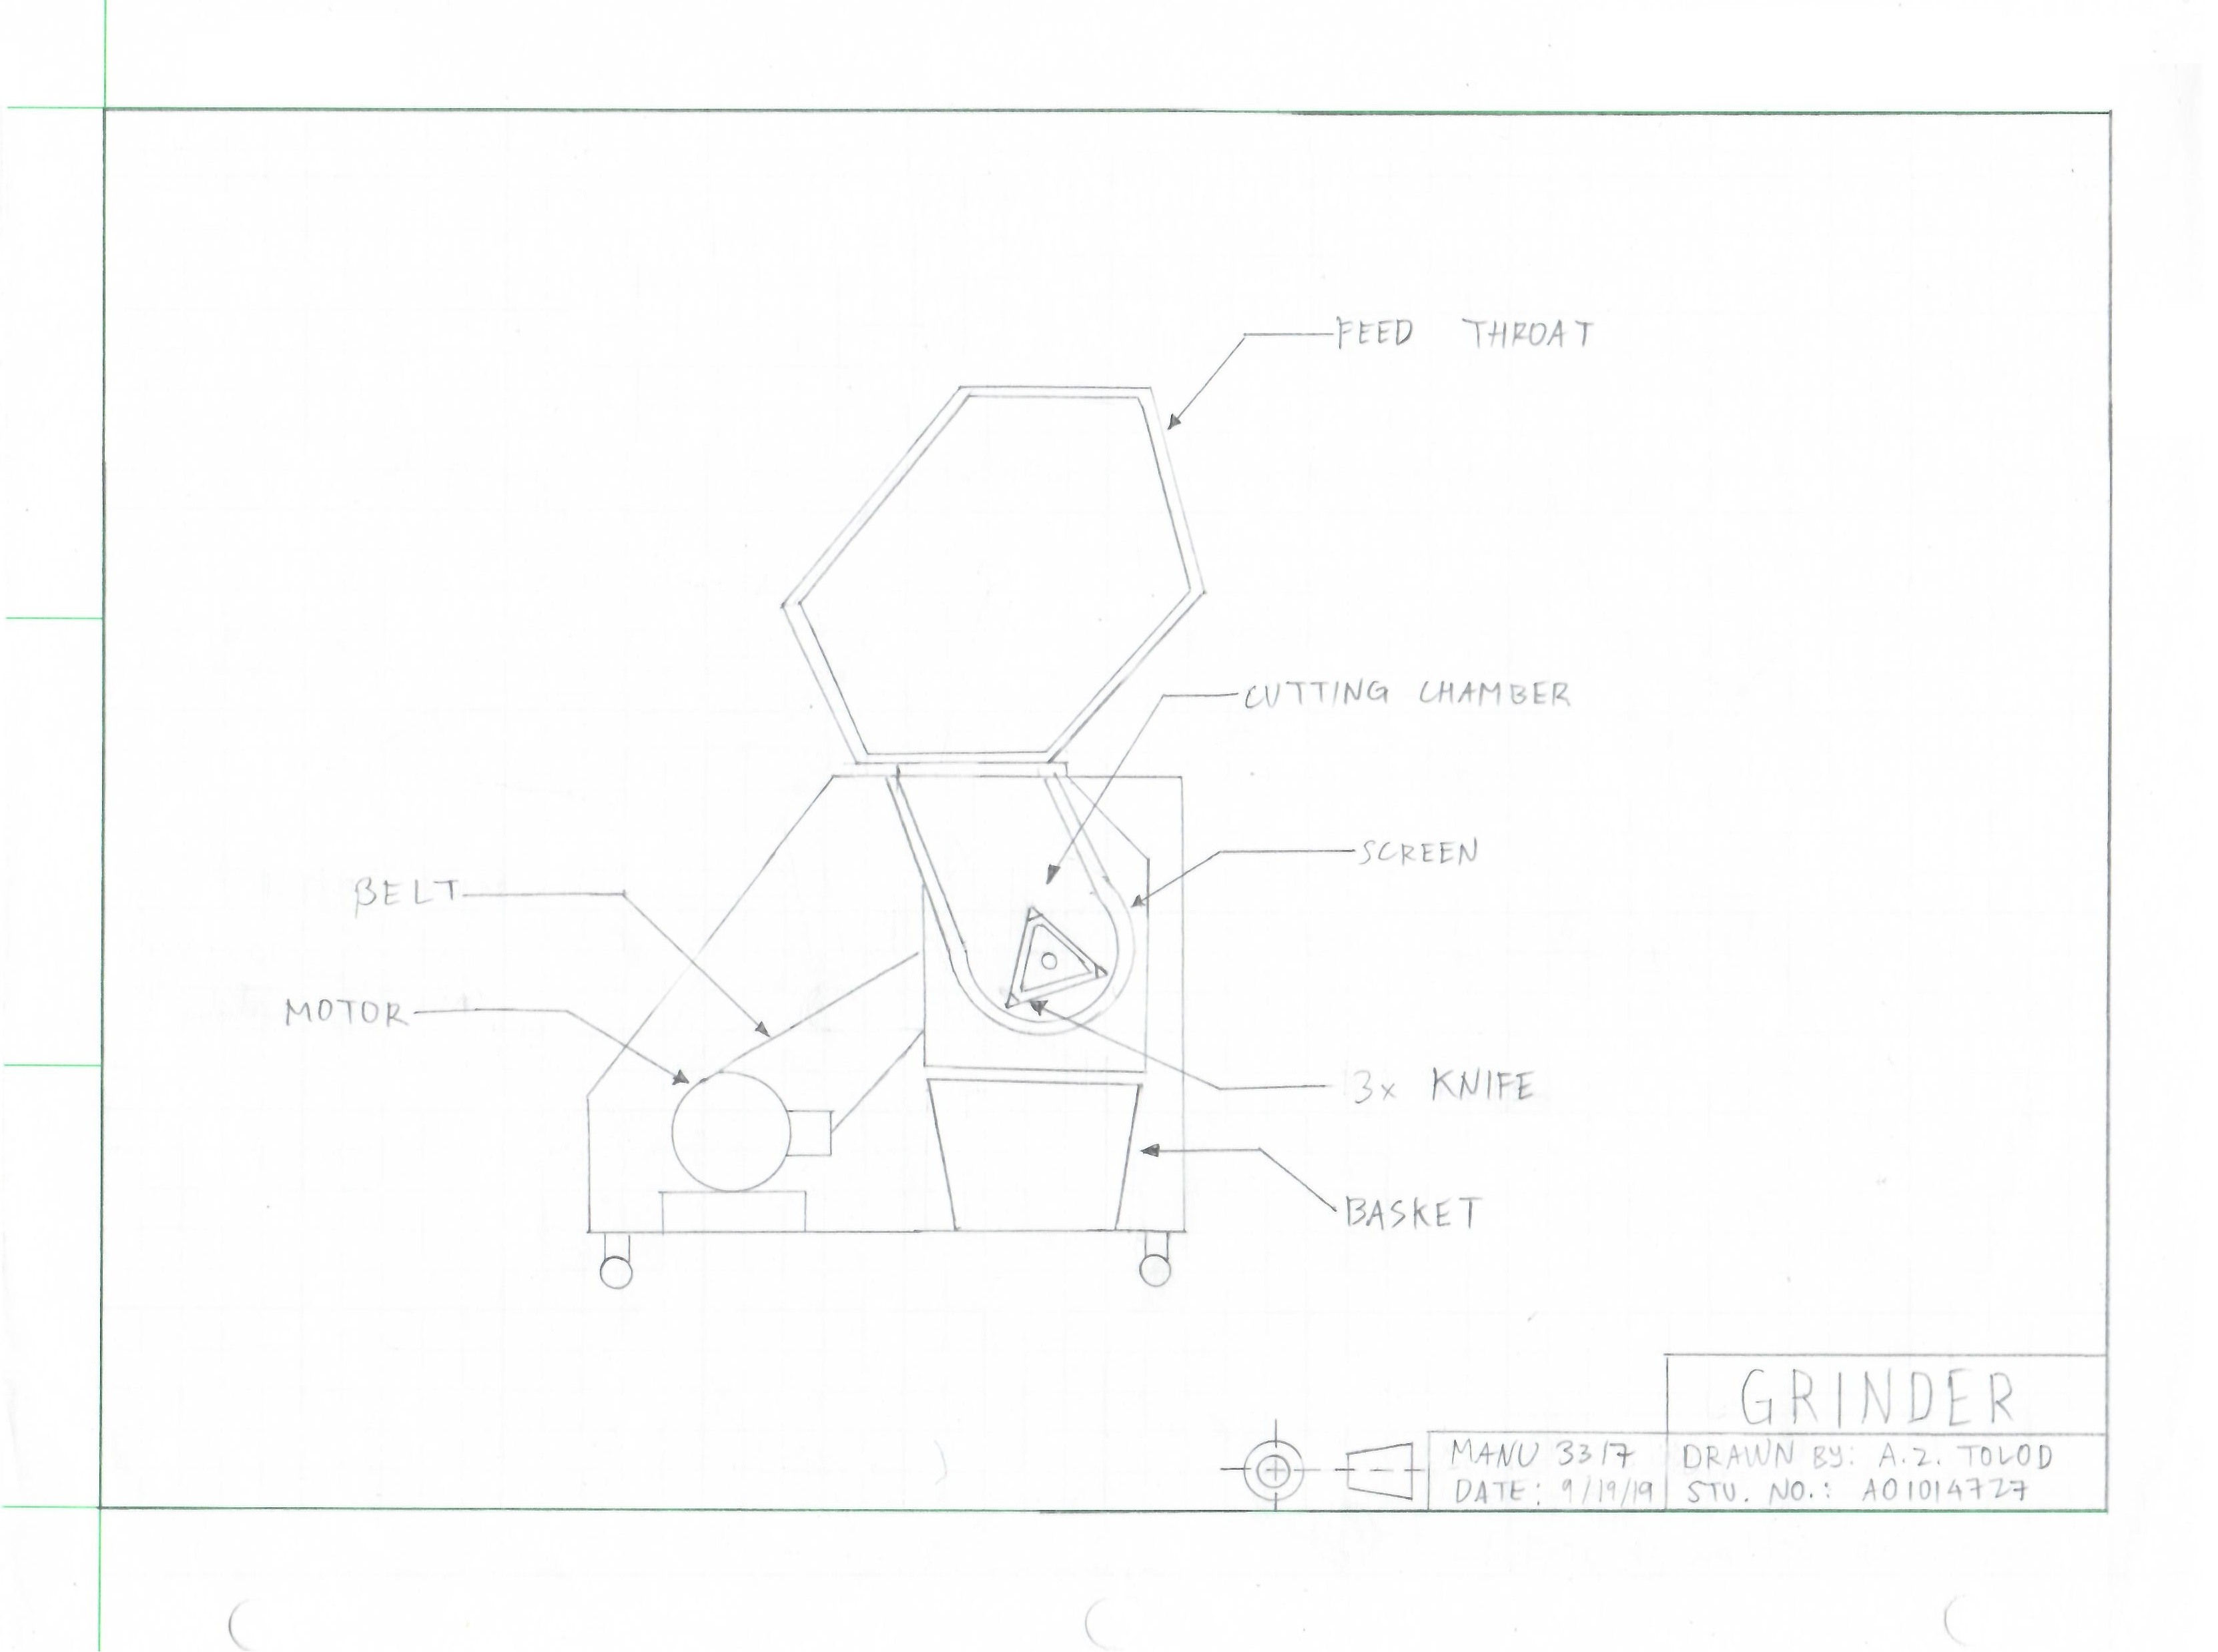 FEED THROAT
CUTTING CHAMBER
SCREEN
BELT
MOTOR
3x KNIFE
BASKET
GRINDER
MANU 3317
DRAWN BY: A.Z. TOLOD
DATE: 9/19/19
STU. NO.: A01014727